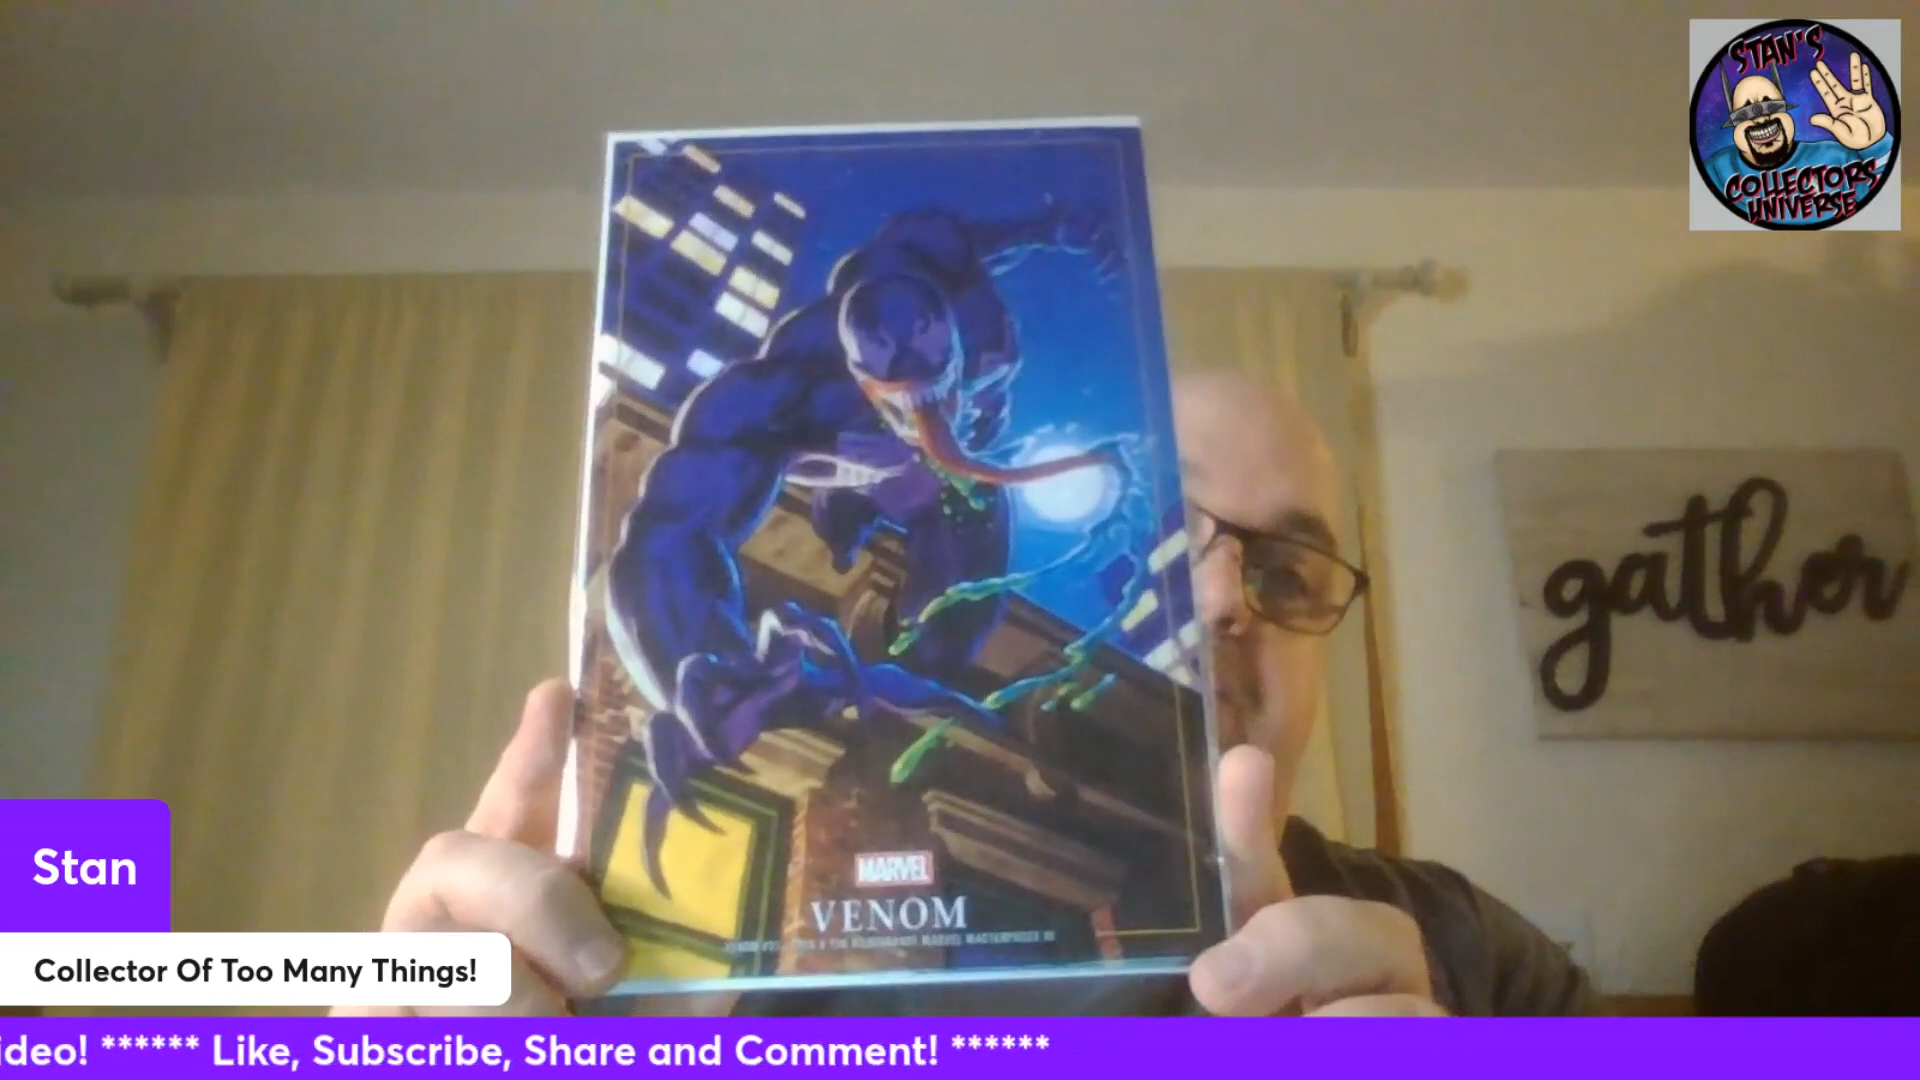 STAN'S
COLLECTORS
UNIVERSE
gather
MARVEL
VENOM
Stan
Collector Of Too Many Things!
ideo! ****** Like, Subscribe, Share and Comment! ******